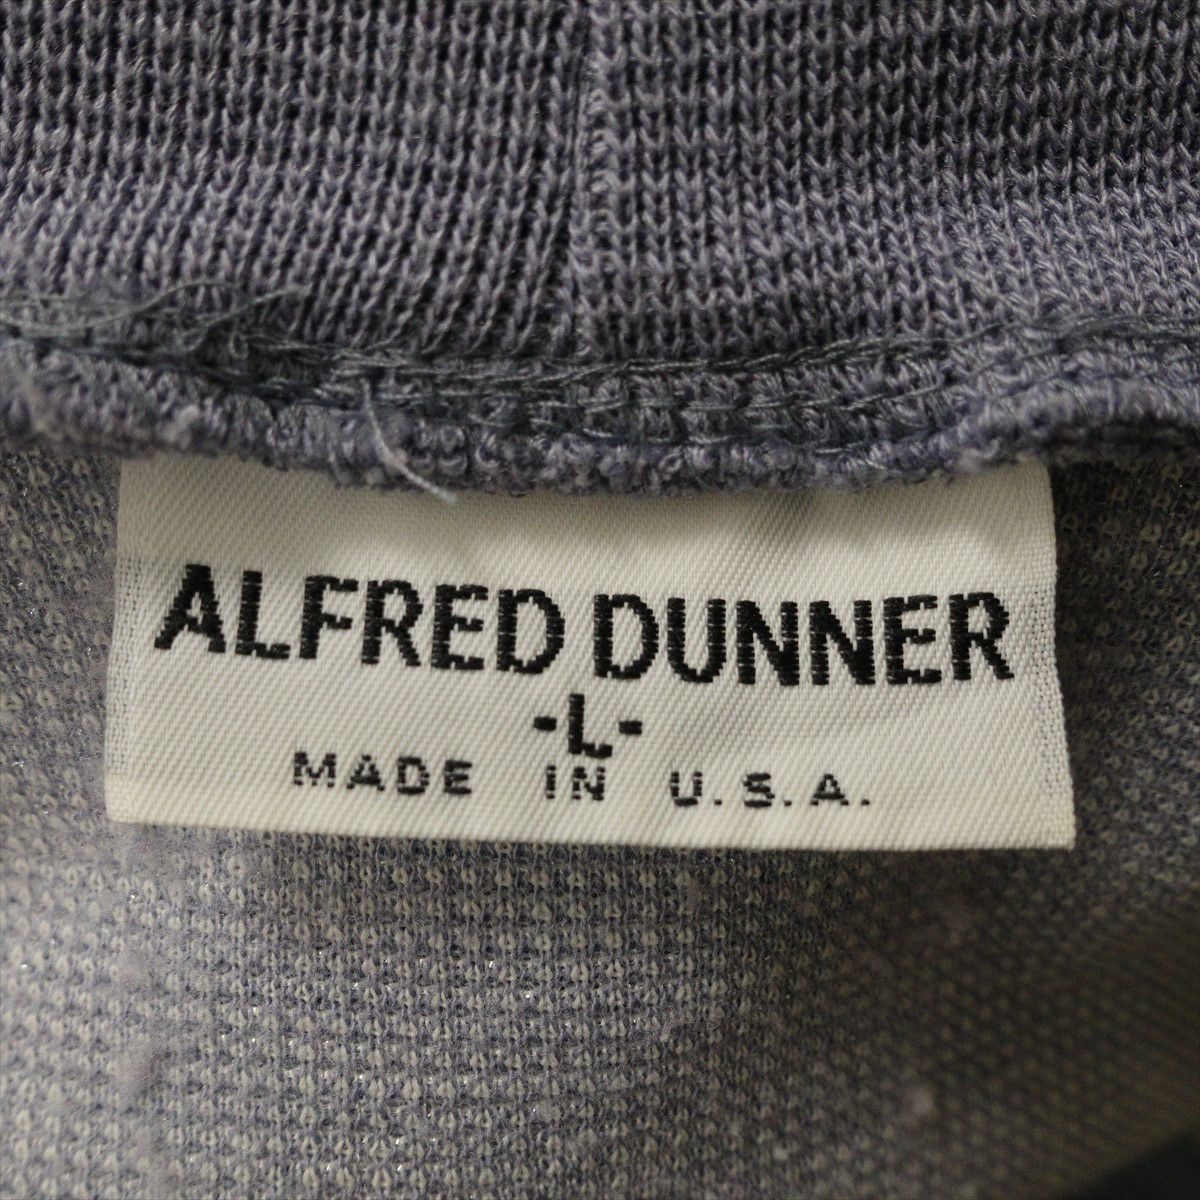 ALFRED DUNNER
-L-
MADE IN U.S.A.